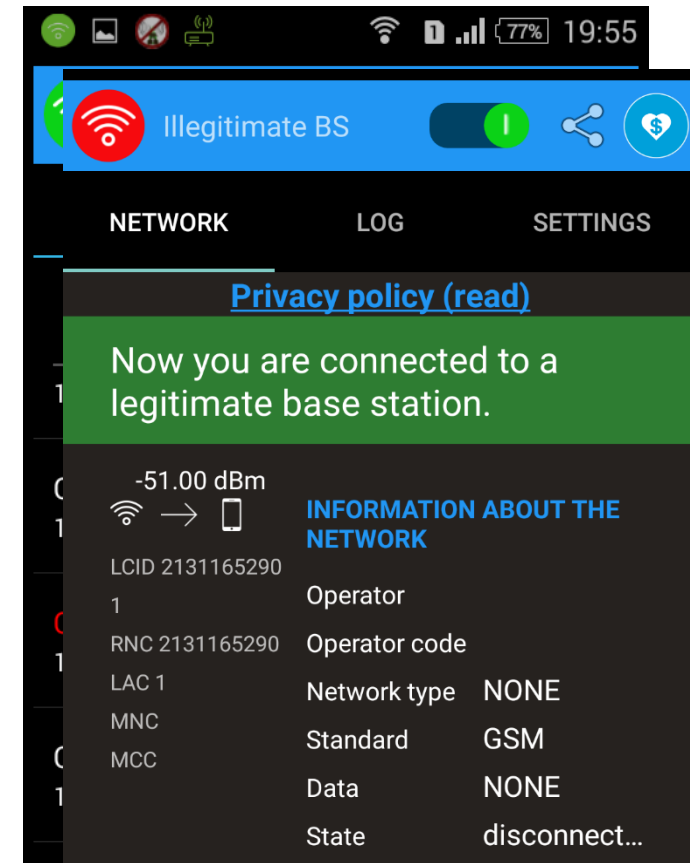 77% 19:55
Illegitimate BS
NETWORK LOG SETTINGS
Privacy policy (read)
Now you are connected to a
legitimate base station.
-51.00 dBm
LCID 2131165290
1
RNC 2131165290
LAC 1
MNC
MCC
INFORMATION ABOUT THE
NETWORK
Operator
Operator code
Network type NONE
Standard GSM
Data NONE
State disconnect...